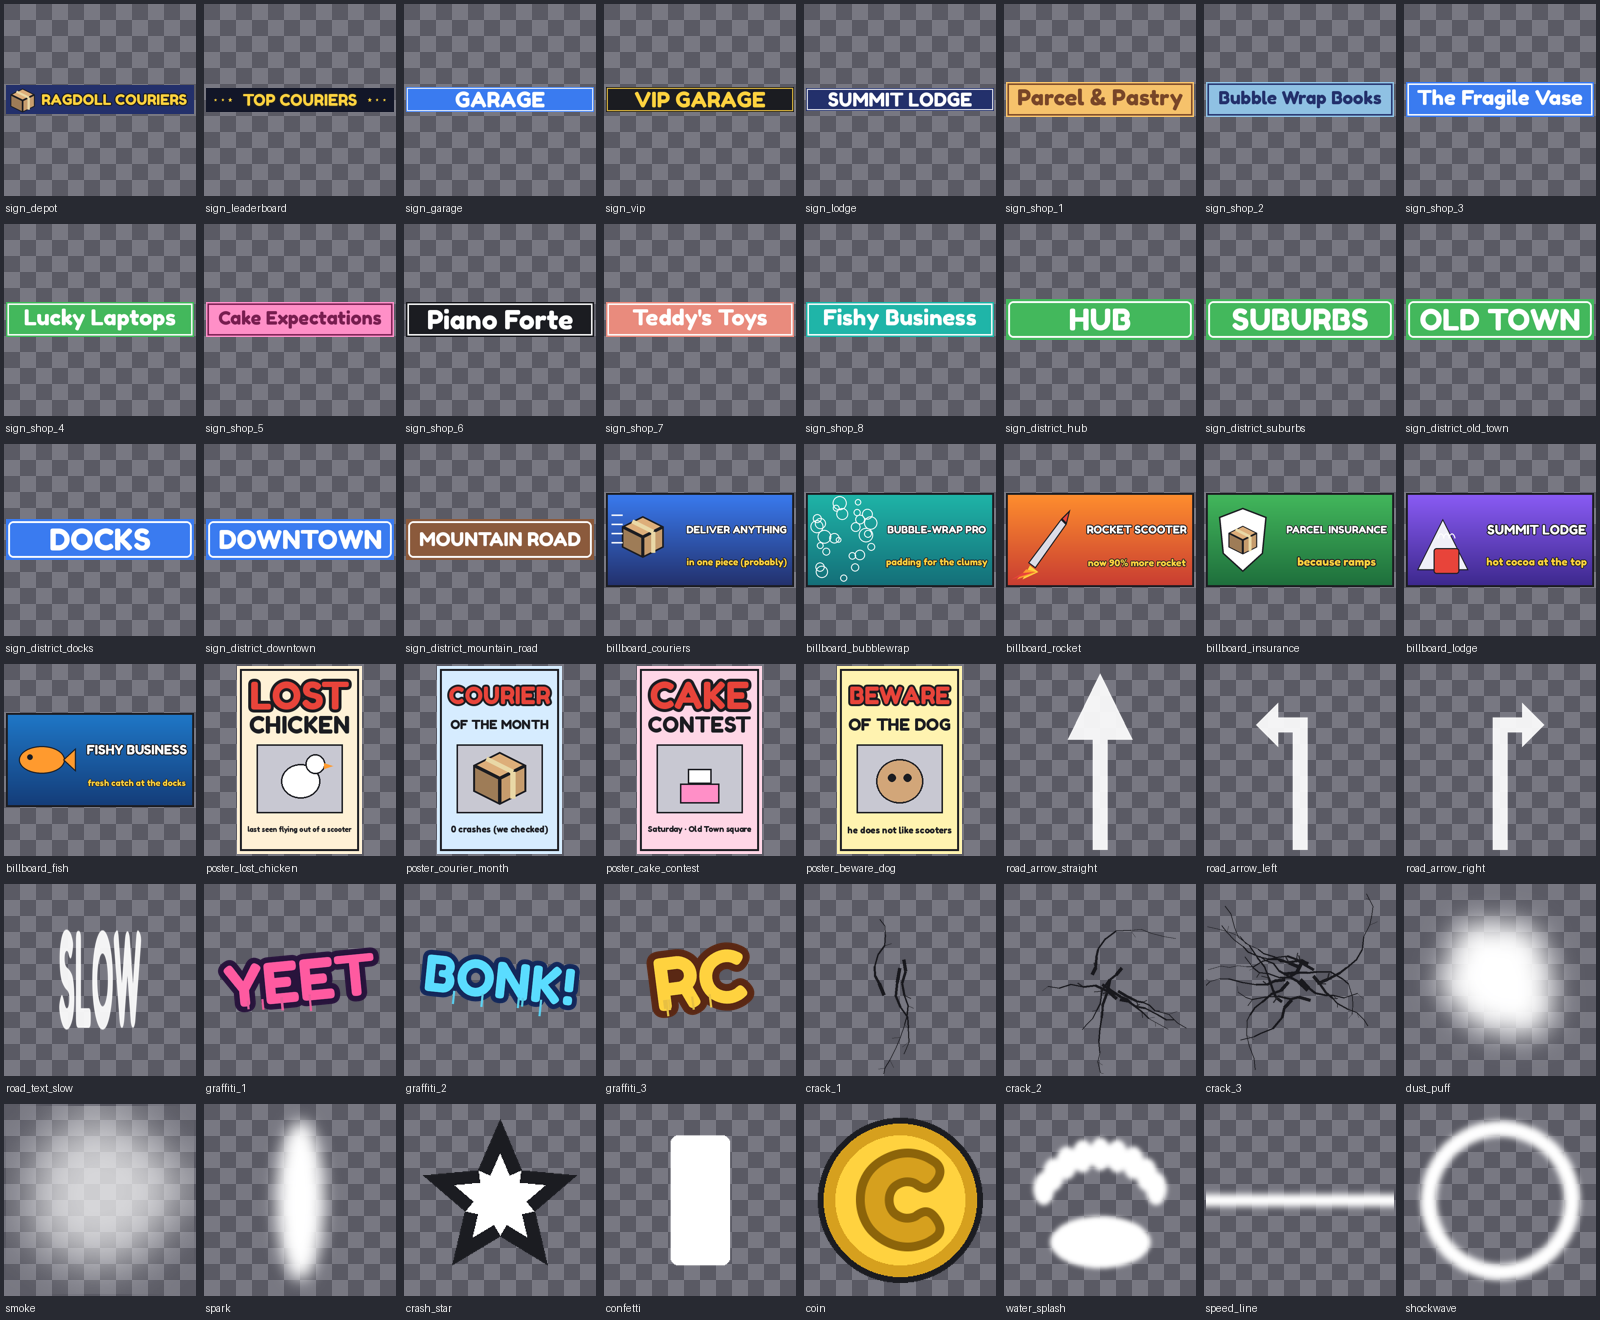 RAGDOLL COURIERS
TOP COURIERS
GARAGE
VIP GARAGE
SUMMIT LODGE
Parcel & Pastry
Bubble Wrap Books
The Fragile Vase
sign_depot
sign_leaderboard
sign_garage
sign_vip
sign_lodge
sign_shop_1
sign_shop_2
sign_shop_3
Lucky Laptops
Cake Expectations
Piano Forte
Teddy's Toys
Fishy Business
HUB
SUBURBS
OLD TOWN
sign_shop_4
sign_shop_5
sign_shop_6
sign_shop_7
sign_shop_8
sign_district_hub
sign_district_suburbs
sign_district_old_town
DOCKS
DOWNTOWN
MOUNTAIN ROAD
DELIVER ANYTHING
in one piece (probably)
BUBBLE-WRAP PRO
padding for the clumsy
ROCKET SCOOTER
now 90% more rocket
PARCEL INSURANCE
because ramps
SUMMIT LODGE
hot cocoa at the top
sign_district_docks
sign_district_downtown
sign_district_mountain_road
billboard_couriers
billboard_bubblewrap
billboard_rocket
billboard_insurance
billboard_lodge
FISHY BUSINESS
fresh catch at the docks
LOST
CHICKEN
last seen flying out of a scooter
COURIER
OF THE MONTH
0 crashes (we checked)
CAKE
CONTEST
Saturday · Old Town square
BEWARE
OF THE DOG
he does not like scooters
billboard_fish
poster_lost_chicken
poster_courier_month
poster_cake_contest
poster_beware_dog
road_arrow_straight
road_arrow_left
road_arrow_right
SLOW
YEET
BONK!
RC
road_text_slow
graffiti_1
graffiti_2
graffiti_3
crack_1
crack_2
crack_3
dust_puff
C
smoke
spark
crash_star
confetti
coin
water_splash
speed_line
shockwave